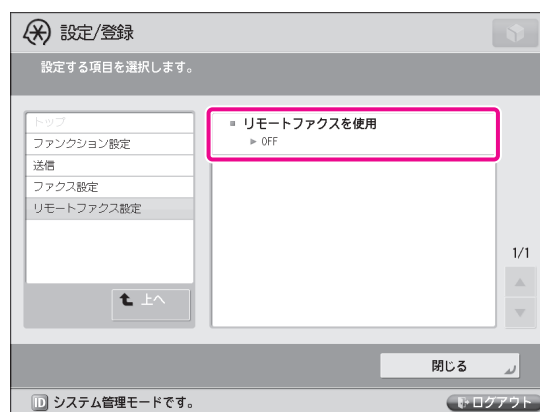 設定/登録
設定する項目を選択します。
トップ
ファンクション設定
送信
ファクス設定
リモートファクス設定
上へ
リモートファクスを使用
► OFF
1/1
閉じる
ID システム管理モードです。
ログアウト